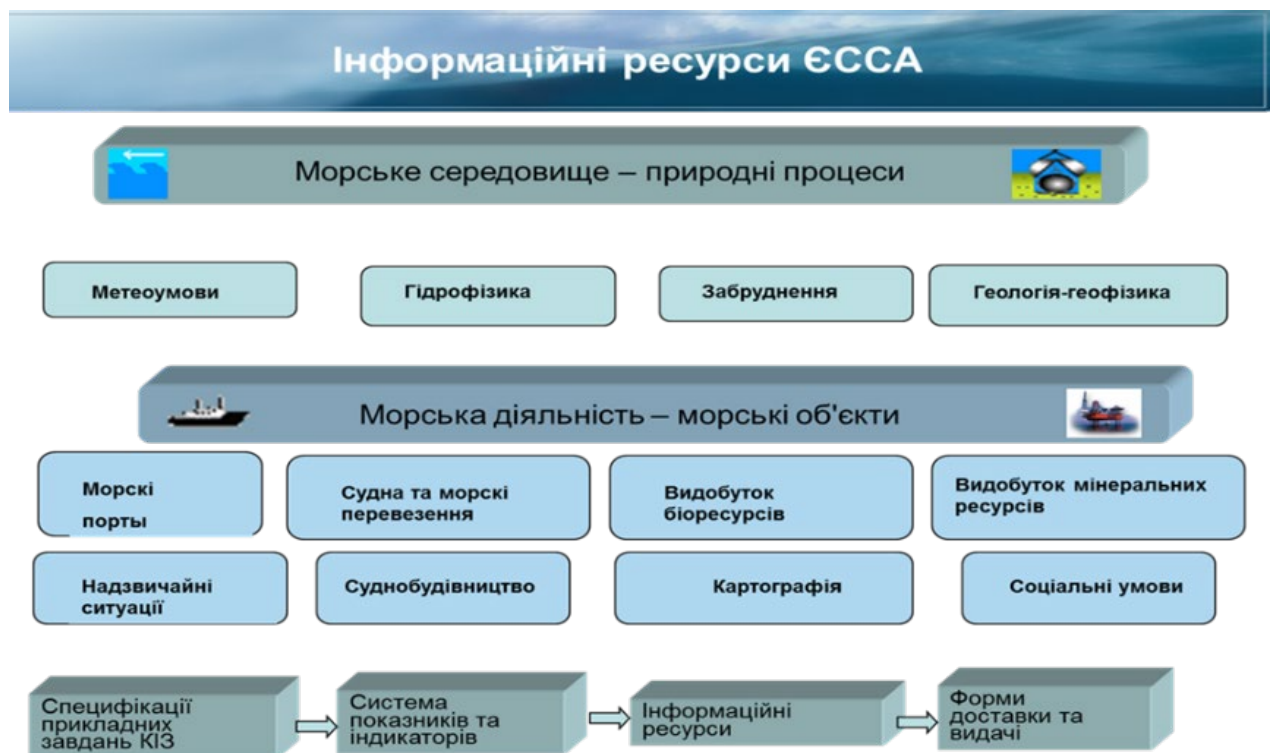 Інформаційні ресурси ЄССА
Морське середовище – природні процеси
Метеоумови
Гідрофізика
Забруднення
Геологія-геофізика
Морська діяльність – морські об'єкти
Морскі
порты
Судна та морскі
перевезення
Видобуток
біоресурсів
Видобуток мінеральних
ресурсів
Надзвичайні
ситуації
Суднобудівництво
Картографія
Соціальні умови
Специфікації
прикладних
завдань КІЗ
Система
показників та
індикаторів
Інформаційні
ресурси
Форми
доставки та
видачі